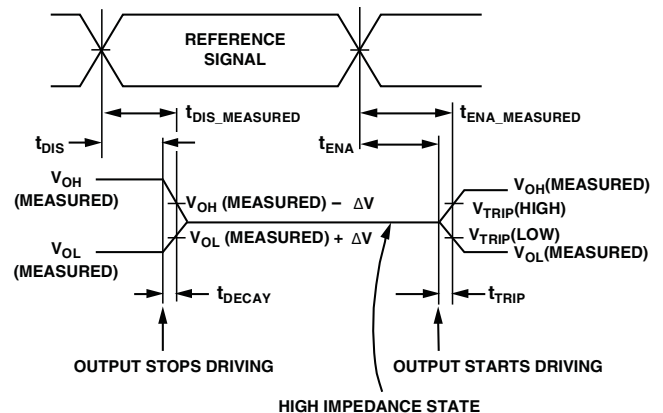 REFERENCE
SIGNAL
tDIS_MEASURED
tENA_MEASURED
tDIS
tENA
VOH
(MEASURED)
VOH (MEASURED) – ΔV
VOH(MEASURED)
VTRIP(HIGH)
VOL
(MEASURED)
VOL (MEASURED) + ΔV
VTRIP(LOW)
VOL(MEASURED)
tDECAY
tTRIP
OUTPUT STOPS DRIVING
OUTPUT STARTS DRIVING
HIGH IMPEDANCE STATE